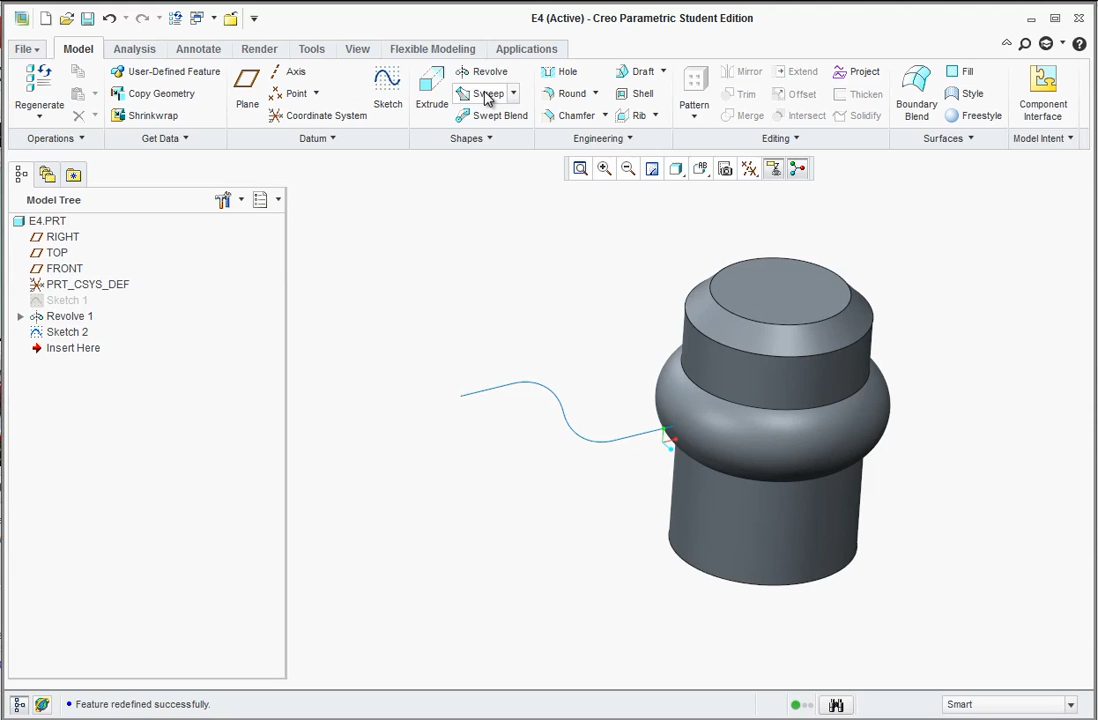 E4 (Active) - Creo Parametric Student Edition
File Model Analysis Annotate Render Tools View Flexible Modeling Applications
Regenerate
User-Defined Feature
Copy Geometry
Shrinkwrap
Plane
Axis
Point
Coordinate System
Sketch
Extrude
Revolve
Sweep
Swept Blend
Hole
Round
Chamfer
Draft
Shell
Rib
Pattern
Mirror
Trim
Merge
Extend
Offset
Intersect
Project
Thicken
Solidify
Boundary
Blend
Fill
Style
Freestyle
Component
Interface
Operations Get Data Datum Shapes Engineering Editing Surfaces Model Intent
Model Tree
E4.PRT
RIGHT
TOP
FRONT
PRT_CSYS_DEF
Sketch 1
Revolve 1
Sketch 2
Insert Here
Feature redefined successfully.
Smart